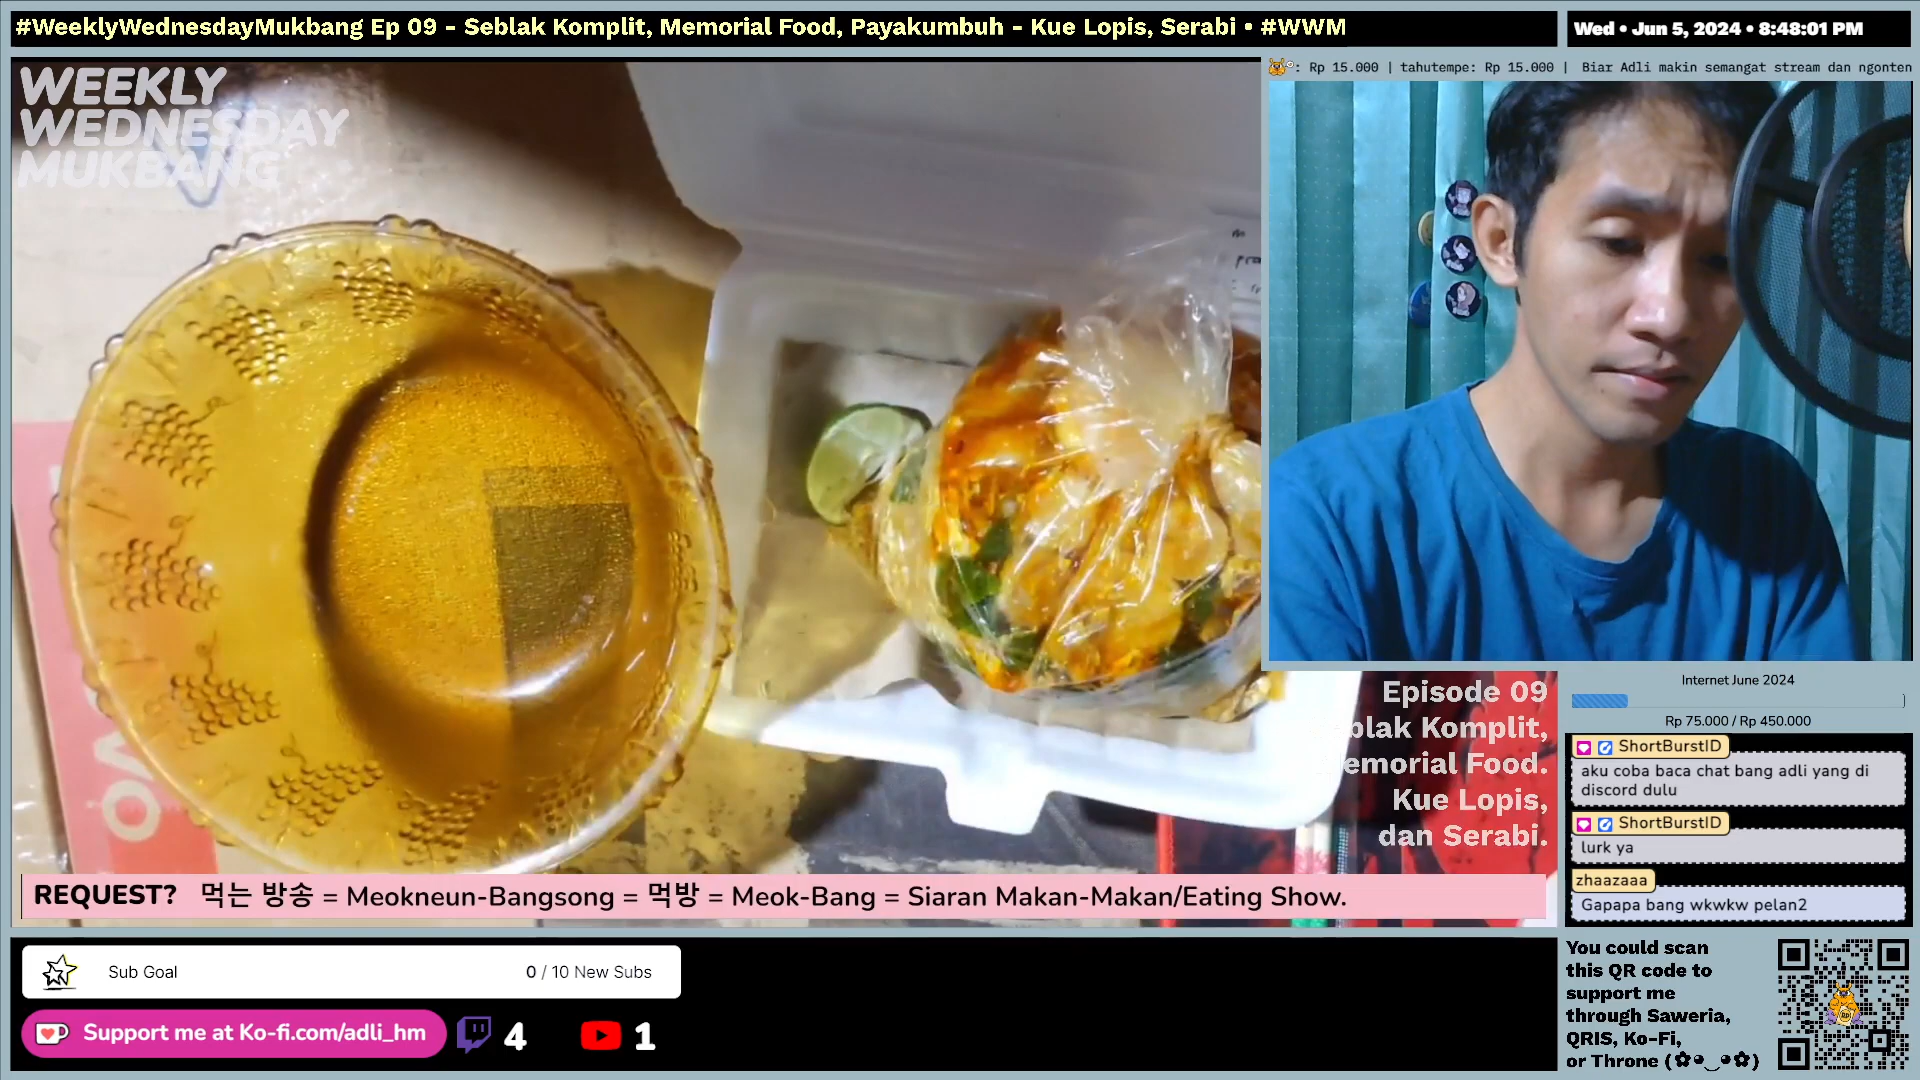 #WeeklyWednesdayMukbang Ep 09 - Seblak Komplit, Memorial Food, Payakumbuh - Kue Lopis, Serabi • #WWM
Wed • Jun 5, 2024 • 8:48:01 PM
: Rp 15.000 | tahutempe: Rp 15.000 | Biar Adli makin semangat stream dan ngonten
WEEKLY
WEDNESDAY
MUKBANG
Episode 09
blak Komplit,
emorial Food.
Kue Lopis,
dan Serabi.
REQUEST? 먹는 방송 = Meokneun-Bangsong = 먹방 = Meok-Bang = Siaran Makan-Makan/Eating Show.
Internet June 2024
Rp 75.000 / Rp 450.000
ShortBurstID
aku coba baca chat bang adli yang di
discord dulu
ShortBurstID
lurk ya
zhaazaaa
Gapapa bang wkwkw pelan2
Sub Goal
0 / 10 New Subs
Support me at Ko-fi.com/adli_hm
4
1
You could scan
this QR code to
support me
through Saweria,
QRIS, Ko-Fi,
or Throne (✿•‿•✿)